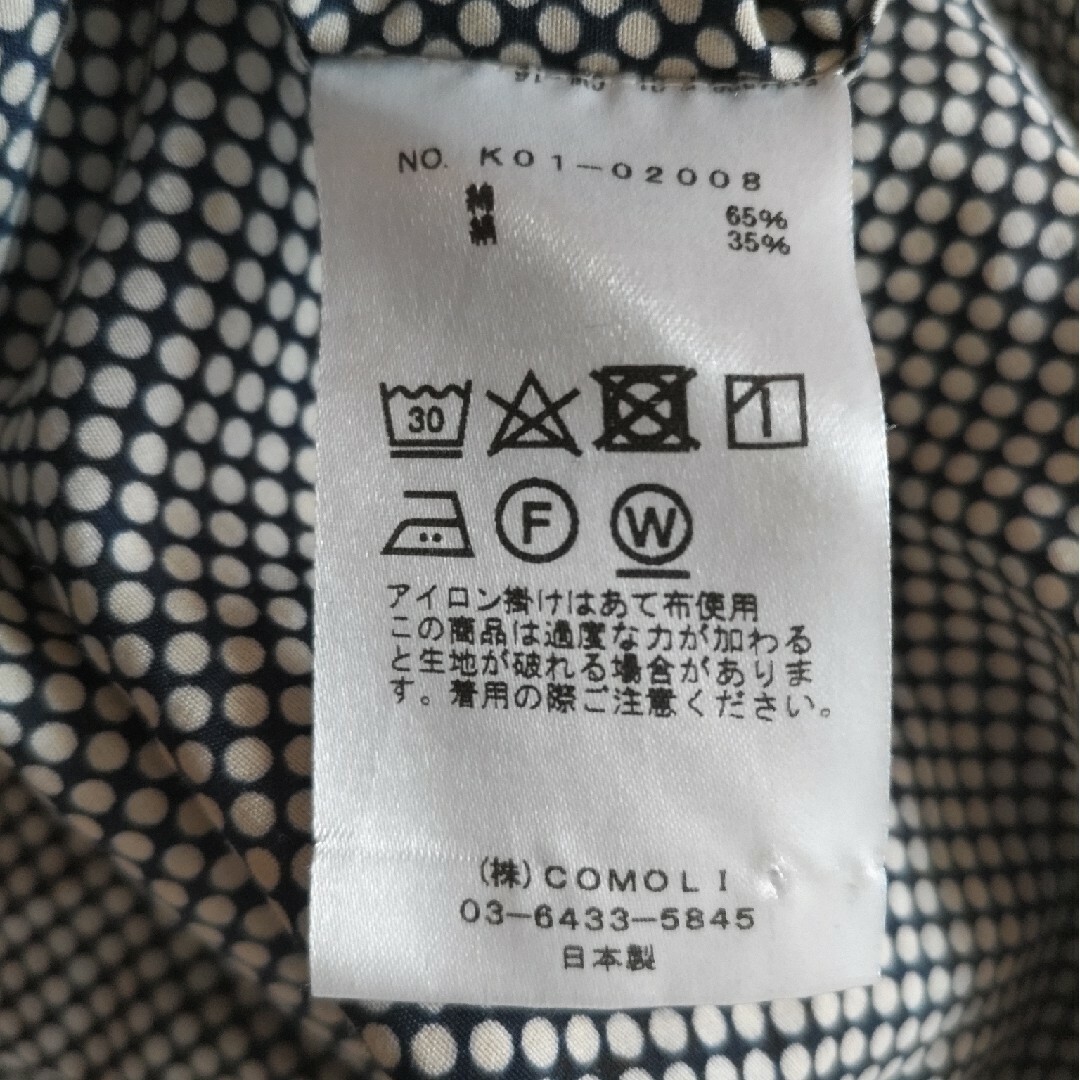 NO. K01-02008
綿 65%
絹 35%
30
F W
アイロン掛けはあて布使用
この商品は過度な力が加わる
と生地が破れる場合がありま
す。着用の際ご注意ください。
(株)COMOLI
03-6433-5845
日本製